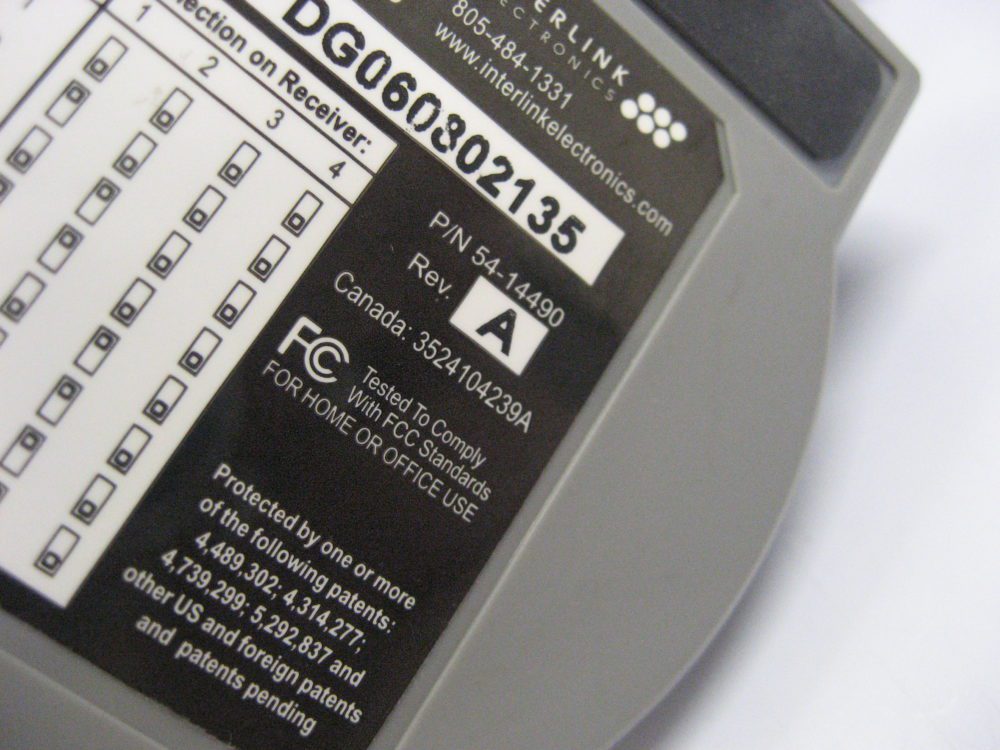 TERLINK
ECTRONICS
805-484-1331
www.interlinkelectronics.com
DG060802135
ection on Receiver:
1 2 3 4
P/N 54-14490
Rev. A
Canada: 3524104239A
FC Tested To Comply
With FCC Standards
FOR HOME OR OFFICE USE
Protected by one or more
of the following patents:
4,489,302; 4,314,277;
4,739,299; 5,292,837 and
other US and foreign patents
and patents pending